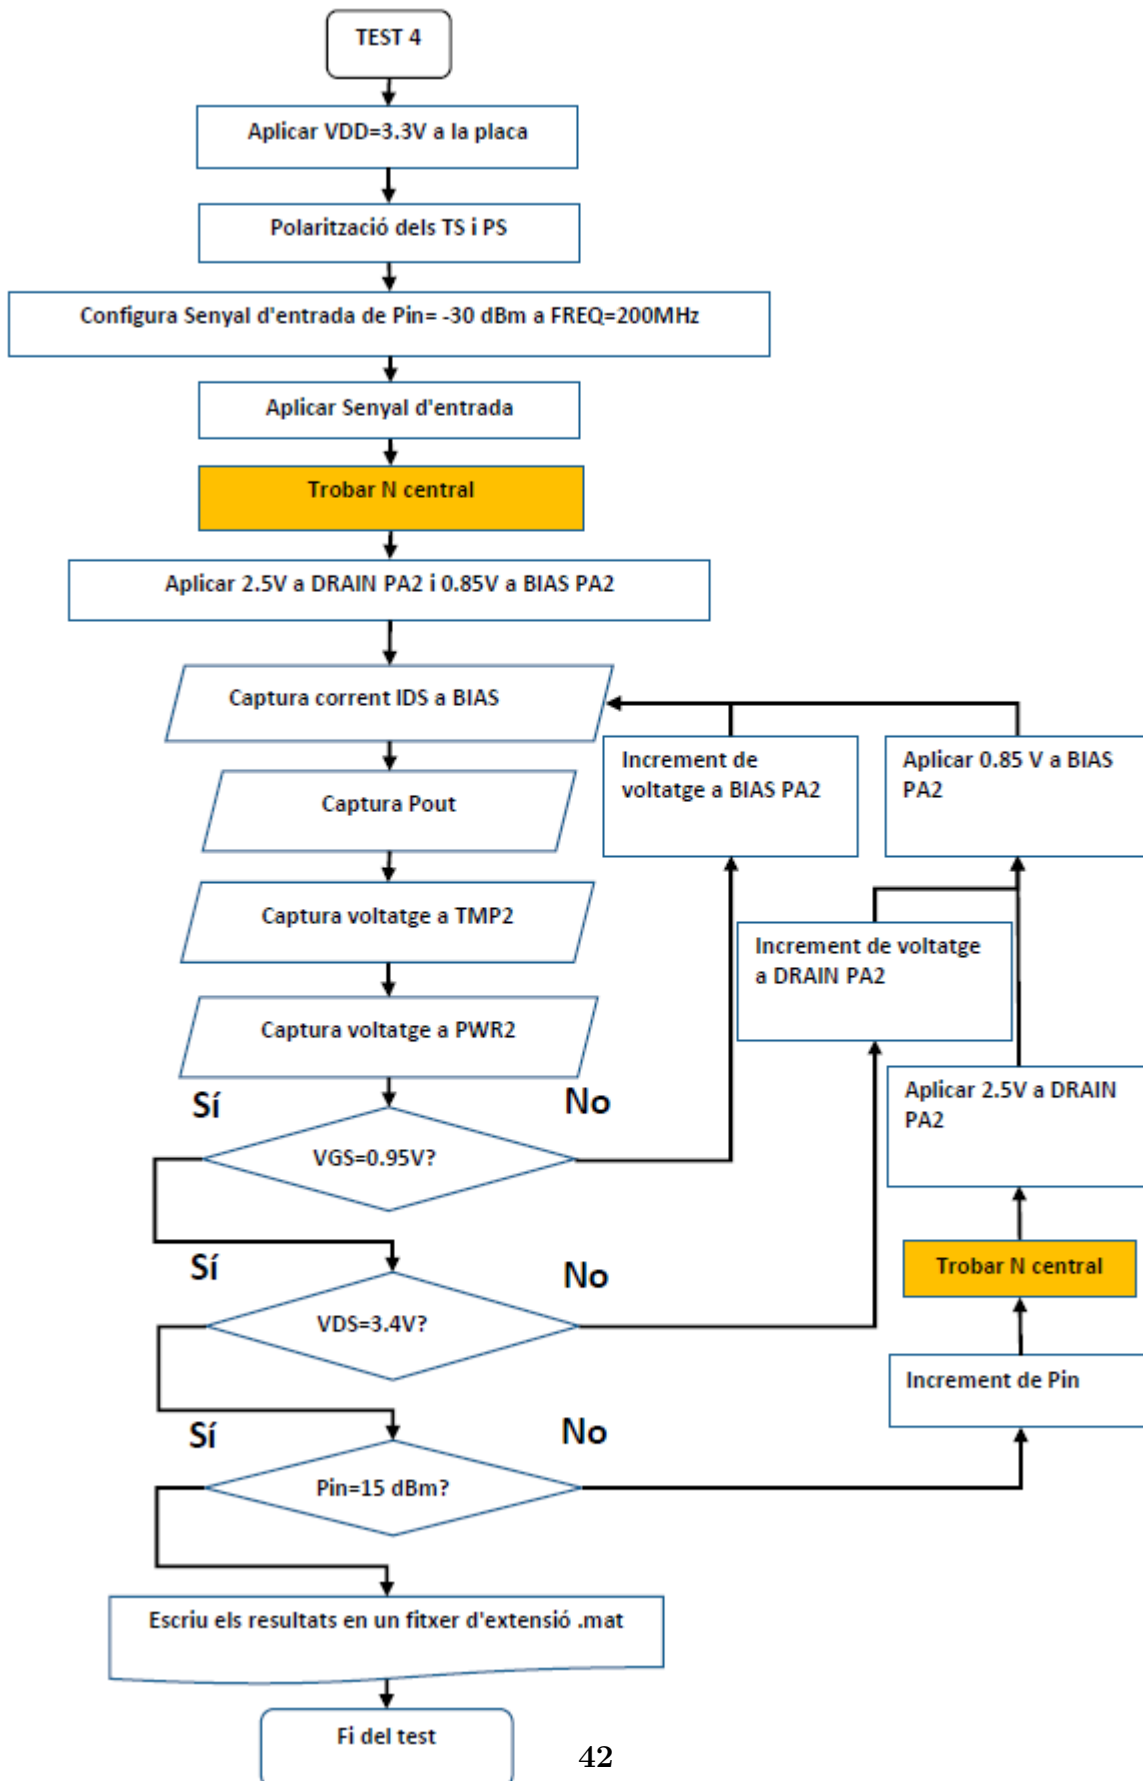 TEST 4
Aplicar VDD=3.3V a la placa
Polarització dels TS i PS
Configura Senyal d'entrada de Pin= -30 dBm a FREQ=200MHz
Aplicar Senyal d'entrada
Trobar N central
Aplicar 2.5V a DRAIN PA2 i 0.85V a BIAS PA2
Captura corrent IDS a BIAS
Captura Pout
Captura voltatge a TMP2
Captura voltatge a PWR2
Sí
No
VGS=0.95V?
Increment de
voltatge a BIAS PA2
Aplicar 0.85 V a BIAS
PA2
Increment de voltatge
a DRAIN PA2
Aplicar 2.5V a DRAIN
PA2
Trobar N central
Increment de Pin
Sí
No
VDS=3.4V?
Sí
No
Pin=15 dBm?
Escriu els resultats en un fitxer d'extensió .mat
Fi del test
42